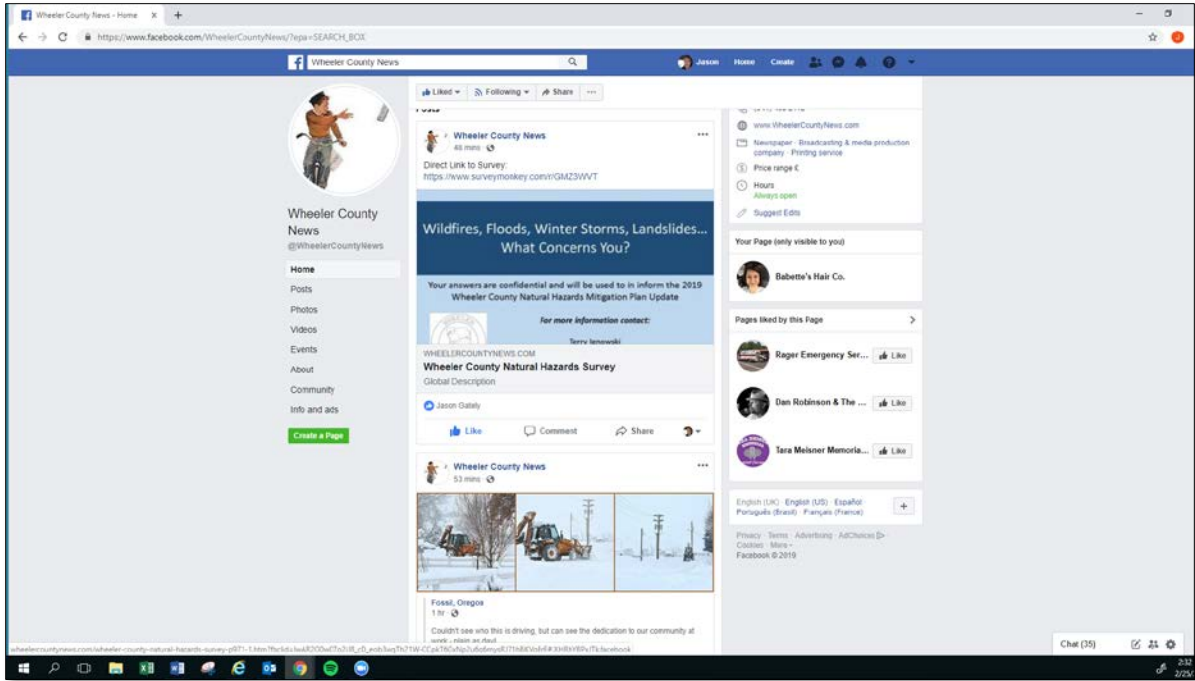 Wheeler County News - Home
https://www.facebook.com/WheelerCountyNews/?epa=SEARCH_BOX
Wheeler County News
Jason
Home
Create
Liked
Following
Share
Posts
Wheeler County News
@WheelerCountyNews
Home
Posts
Photos
Videos
Events
About
Community
Info and ads
Create a Page
Wheeler County News
48 mins
Direct Link to Survey:
https://www.surveymonkey.com/r/GMZ3WVT
Wildfires, Floods, Winter Storms, Landslides...
What Concerns You?
Your answers are confidential and will be used to in inform the 2019
Wheeler County Natural Hazards Mitigation Plan Update
For more information contact:
WHEELERCOUNTYNEWS.COM
Wheeler County Natural Hazards Survey
Global Description
Jason Gately
Like
Comment
Share
Wheeler County News
53 mins
Fossil, Oregon
1 hr
Couldn't see who this is driving, but can see the dedication to our community at
work - plain as day!
www.WheelerCountyNews.com
Newspaper · Broadcasting & media production
company · Printing service
Price range £
Hours
Always open
Suggest Edits
Your Page (only visible to you)
Babette's Hair Co.
Pages liked by this Page
Rager Emergency Ser...
Like
Dan Robinson & The ...
Like
Tara Meisner Memoria...
Like
English (UK) · English (US) · Español ·
Português (Brasil) · Français (France)
Privacy · Terms · Advertising · AdChoices ·
Cookies · More
Facebook © 2019
Chat (35)
2:32
2/25/